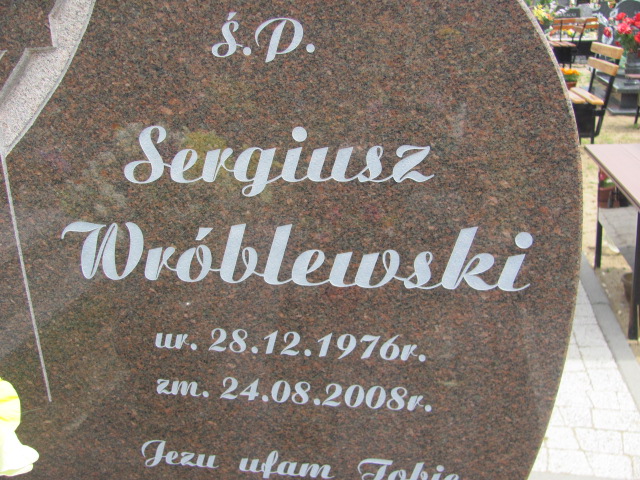 ś.P.
Sergiusz
Wróblewski
ur. 28.12.1976r.
zm. 24.08.2008r.
Jezu ufam Tobie